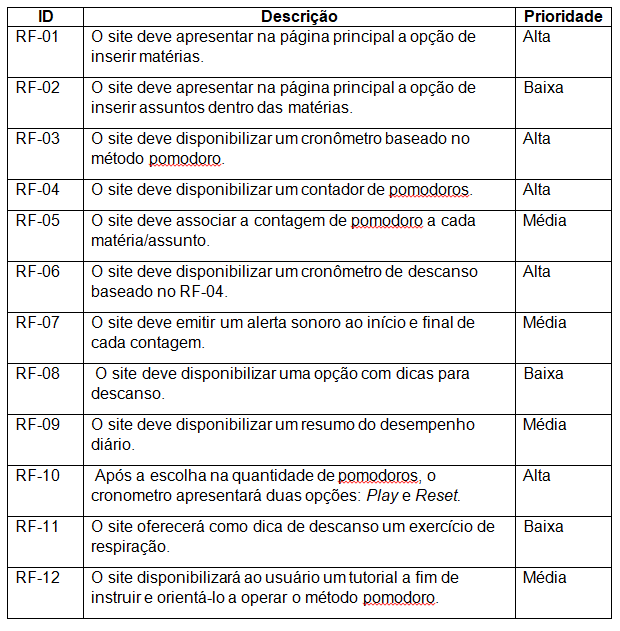 ID Descrição Prioridade
RF-01 O site deve apresentar na página principal a opção de Alta
inserir matérias.
RF-02 O site deve apresentar na página principal a opção de Baixa
inserir assuntos dentro das matérias.
RF-03 O site deve disponibilizar um cronômetro baseado no Alta
método pomodoro.
RF-04 O site deve disponibilizar um contador de pomodoros. Alta
RF-05 O site deve associar a contagem de pomodoro a cada Média
matéria/assunto.
RF-06 O site deve disponibilizar um cronômetro de descanso Alta
baseado no RF-04.
RF-07 O site deve emitir um alerta sonoro ao início e final de Média
cada contagem.
RF-08 O site deve disponibilizar uma opção com dicas para Baixa
descanso.
RF-09 O site deve disponibilizar um resumo do desempenho Média
diário.
RF-10 Após a escolha na quantidade de pomodoros, o Alta
cronometro apresentará duas opções: Play e Reset.
RF-11 O site oferecerá como dica de descanso um exercício de Baixa
respiração.
RF-12 O site disponibilizará ao usuário um tutorial a fim de Média
instruir e orientá-lo a operar o método pomodoro.